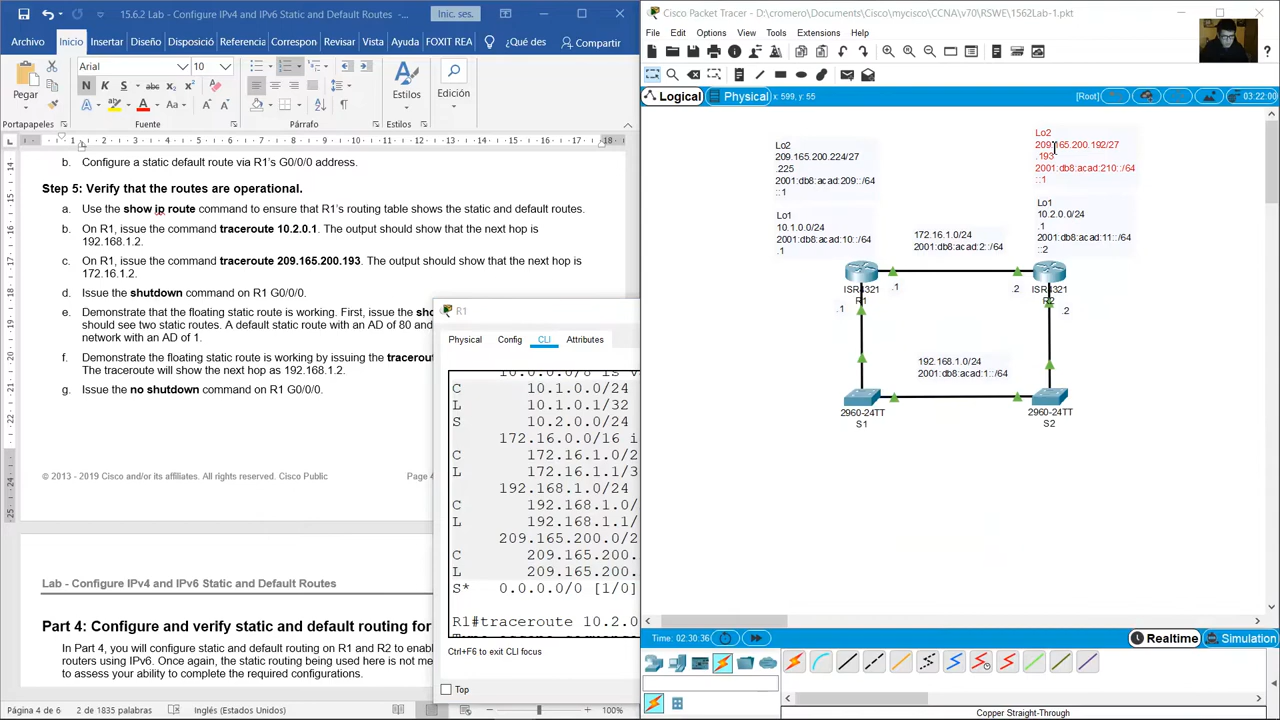 15.6.2 Lab - Configure IPv4 and IPv6 Static and Default Routes
Inic. ses.
Archivo Inicio Insertar Diseño Disposició Referencia Correspon Revisar Vista Ayuda FOXIT REA ¿Qué des Compartir
Pegar
Arial 10
N K S
Estilos
Edición
Portapapeles Fuente Párrafo Estilos
b. Configure a static default route via R1's G0/0/0 address.
Step 5: Verify that the routes are operational.
a. Use the show ip route command to ensure that R1's routing table shows the static and default routes.
b. On R1, issue the command traceroute 10.2.0.1. The output should show that the next hop is
192.168.1.2.
c. On R1, issue the command traceroute 209.165.200.193. The output should show that the next hop is
172.16.1.2.
d. Issue the shutdown command on R1 G0/0/0.
e. Demonstrate that the floating static route is working. First, issue the
should see two static routes. A default static route with an AD of 80 and
network with an AD of 1.
f. Demonstrate the floating static route is working by issuing the
The traceroute will show the next hop as 192.168.1.2.
g. Issue the no shutdown command on R1 G0/0/0.
© 2013 - 2019 Cisco and/or its affiliates. All rights reserved. Cisco Public
Lab - Configure IPv4 and IPv6 Static and Default Routes
Part 4: Configure and verify static and default routing for
In Part 4, you will configure static and default routing on R1 and R2 to
routers using IPv6. Once again, the static routing being used here is not
to assess your ability to complete the required configurations.
Página 4 de 6 2 de 1835 palabras Inglés (Estados Unidos) 100%
R1
Physical Config CLI Attributes
C 10.1.0.0/24
L 10.1.0.1/32
S 10.2.0.0/24
172.16.0.0/16
C 172.16.1.0/2
L 172.16.1.1/3
192.168.1.0/24
C 192.168.1.0/
L 192.168.1.1/
209.165.200.0/2
C 209.165.200.
L 209.165.200.
S* 0.0.0.0/0 [1/0]
R1#traceroute 10.2.0
Ctrl+F6 to exit CLI focus
Top
Cisco Packet Tracer - D:\cromero\Documents\Cisco\mycisco\CCNA\v70\RSWE\1562Lab-1.pkt
File Edit Options View Tools Extensions Help
Logical Physical x: 599, y: 55 [Root] 03:22:00
Lo2
209.165.200.224/27
.225
2001:db8:acad:209::/64
::1
Lo1
10.1.0.0/24
2001:db8:acad:10::/64
.1
172.16.1.0/24
2001:db8:acad:2::/64
Lo2
209.165.200.192/27
.193
2001:db8:acad:210::/64
::1
Lo1
10.2.0.0/24
.1
2001:db8:acad:11::/64
::2
ISR4321
R1
.1
.1
.2
ISR4321
R2
.2
192.168.1.0/24
2001:db8:acad:1::/64
2960-24TT
S1
2960-24TT
S2
Time: 02:30:36
Realtime Simulation
Copper Straight-Through